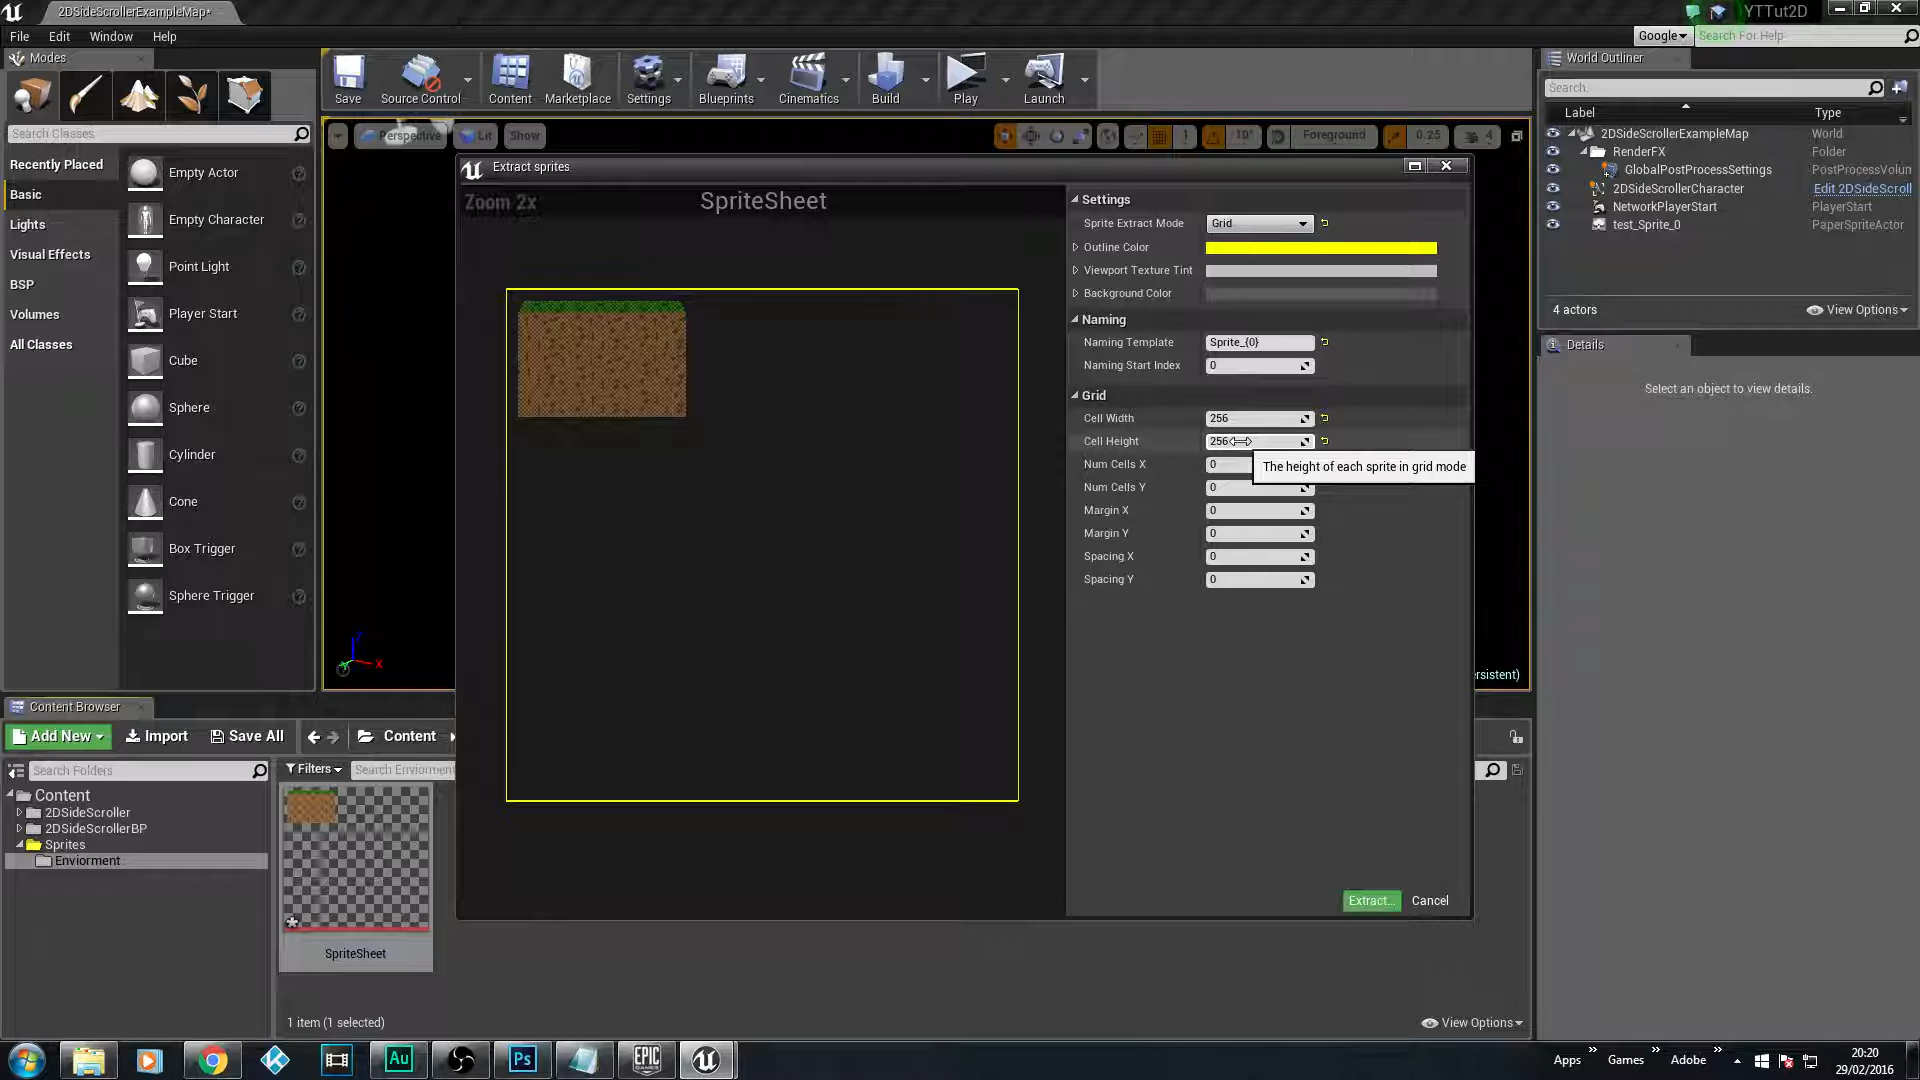 2DSideScrollerExampleMap*
YTTut2D
File Edit Window Help
Google
Search For Help
Modes
Save
Source Control
Content
Marketplace
Settings
Blueprints
Cinematics
Build
Play
Launch
World Outliner
Search Classes
Search.
Label Type
Perspective Lit Show
1 10° Foreground 0.25 4
Recently Placed
Basic
Lights
Visual Effects
BSP
Volumes
All Classes
Empty Actor
Empty Character
Point Light
Player Start
Cube
Sphere
Cylinder
Cone
Box Trigger
Sphere Trigger
2DSideScrollerExampleMap World
RenderFX Folder
GlobalPostProcessSettings PostProcessVolum
2DSideScrollerCharacter Edit 2DSideScroll
NetworkPlayerStart PlayerStart
test_Sprite_0 PaperSpriteActor
4 actors View Options
Details
Select an object to view details.
Extract sprites
Zoom 2x
SpriteSheet
Settings
Sprite Extract Mode Grid
Outline Color
Viewport Texture Tint
Background Color
Naming
Naming Template Sprite_{0}
Naming Start Index 0
Grid
Cell Width 256
Cell Height 256
The height of each sprite in grid mode
Num Cells X 0
Num Cells Y 0
Margin X 0
Margin Y 0
Spacing X 0
Spacing Y 0
Z
X
rsistent)
Extract... Cancel
Content Browser
Add New Import Save All Content
Search Folders
Filters Search Enviorment
Content
2DSideScroller
2DSideScrollerBP
Sprites
Enviorment
SpriteSheet
1 item (1 selected)
View Options
Au
Ps
EPIC
GAMES
Apps
Games
Adobe
20:20
29/02/2016